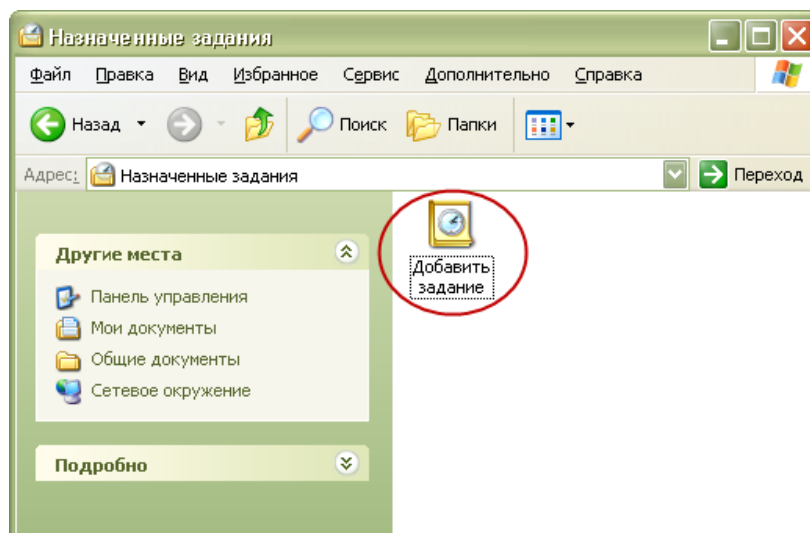 Назначенные задания
Файл Правка Вид Избранное Сервис Дополнительно Справка
Назад Поиск Папки
Адрес: Назначенные задания Переход
Другие места
Панель управления
Мои документы
Общие документы
Сетевое окружение
Подробно
Добавить
задание